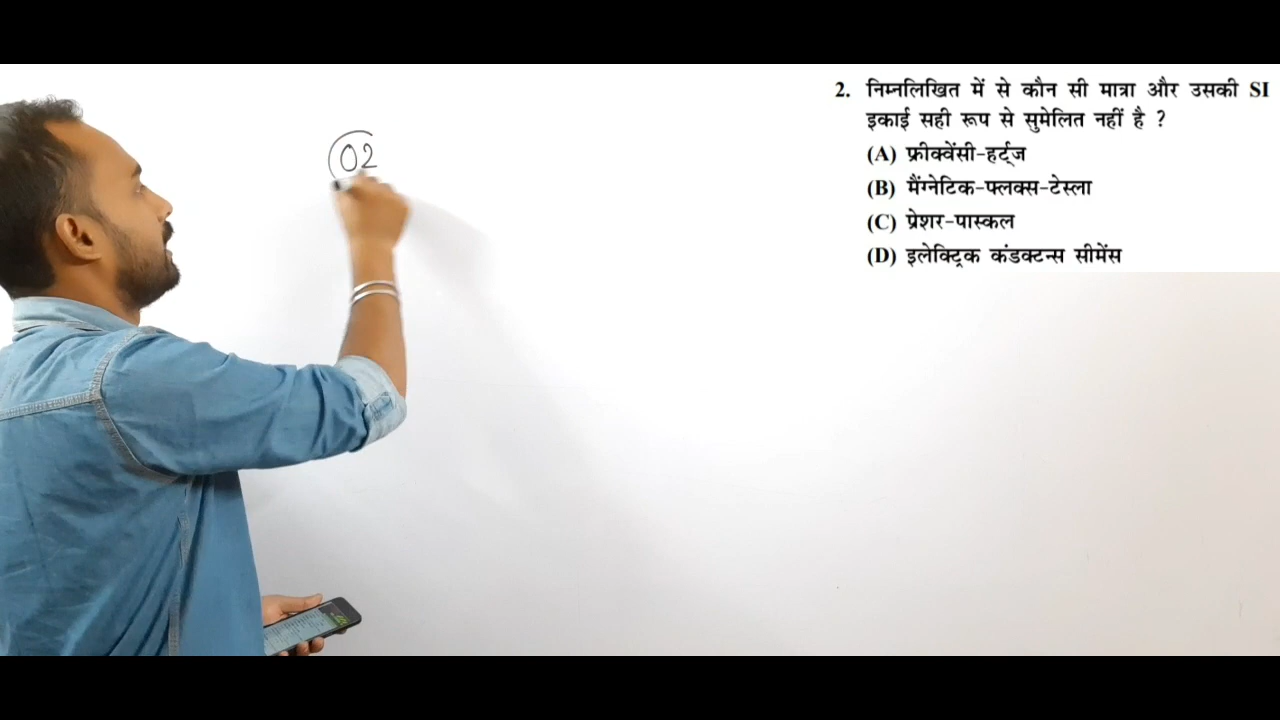 02
2. निम्नलिखित में से कौन सी मात्रा और उसकी SI
इकाई सही रूप से सुमेलित नहीं है ?
(A) फ्रीक्वेंसी-हर्ट्ज
(B) मैंग्नेटिक-फ्लक्स-टेस्ला
(C) प्रेशर-पास्कल
(D) इलेक्ट्रिक कंडक्टन्स सीमेंस